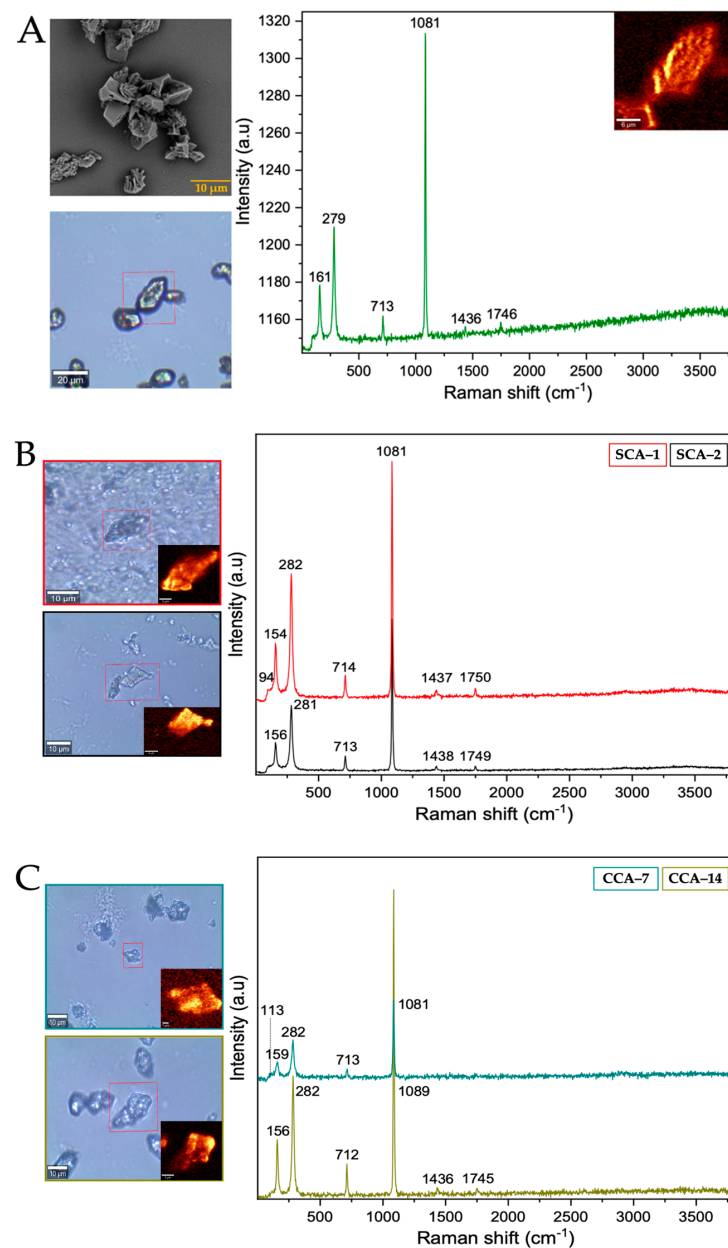 A
10 µm
20 µm
1320
1300
1280
1260
1240
1220
1200
1180
1160
Intensity (a.u)
1081
279
161
713
1436 1746
6 µm
500 1000 1500 2000 2500 3000 3500
Raman shift (cm⁻¹)
B
10 µm
10 µm
Intensity (a.u)
SCA–1 SCA–2
1081
282
154
94
714
1437 1750
281
156
713
1438 1749
500 1000 1500 2000 2500 3000 3500
Raman shift (cm⁻¹)
C
10 µm
10 µm
Intensity (a.u)
CCA–7 CCA–14
113
282
159
713
1081
282
1089
156
712
1436 1745
500 1000 1500 2000 2500 3000 3500
Raman shift (cm⁻¹)